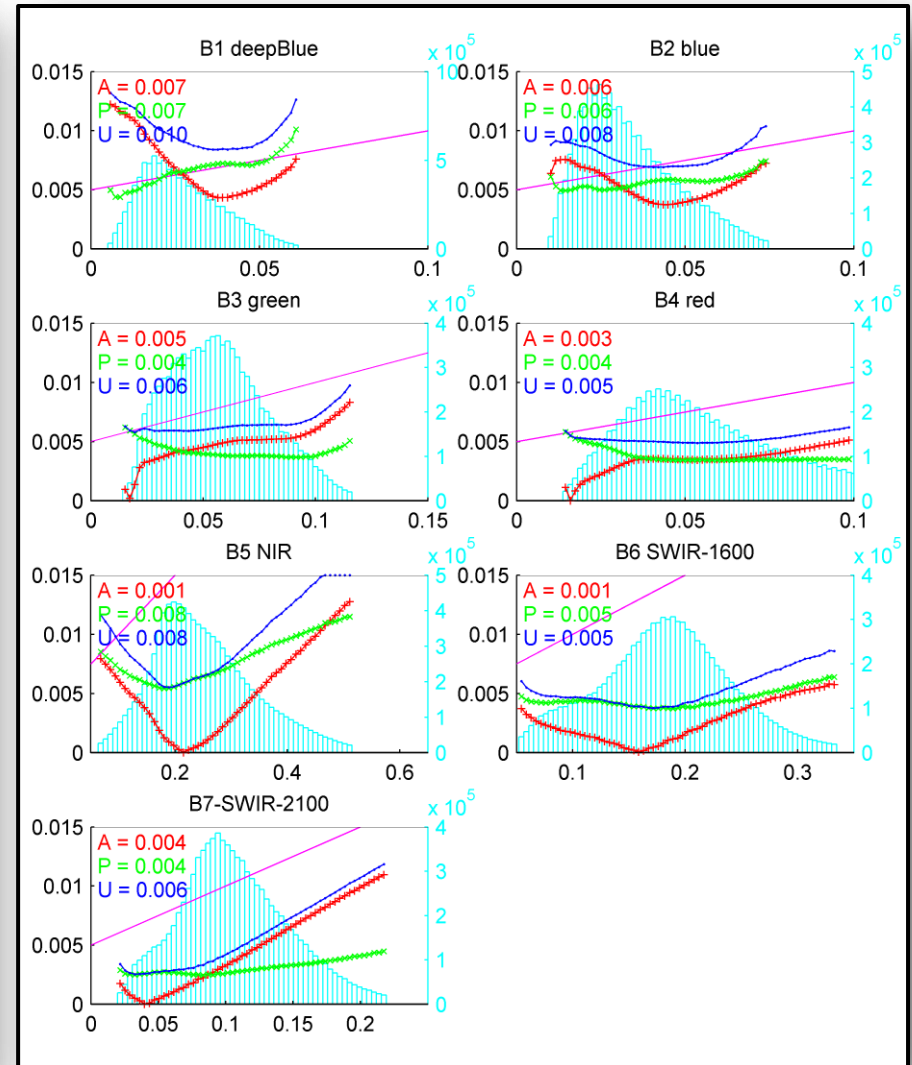 B1 deepBlue
x 10^5
0.015
0.01
0.005
0
A = 0.007
P = 0.007
U = 0.010
10
5
0
0
0.05
0.1
B2 blue
x 10^5
0.015
0.01
0.005
0
A = 0.006
P = 0.006
U = 0.008
5
4
3
2
1
0
0
0.05
0.1
B3 green
x 10^5
0.015
0.01
0.005
0
A = 0.005
P = 0.004
U = 0.006
4
3
2
1
0
0
0.05
0.1
0.15
B4 red
x 10^5
0.015
0.01
0.005
0
A = 0.003
P = 0.004
U = 0.005
4
3
2
1
0
0
0.05
0.1
B5 NIR
x 10^5
0.015
0.01
0.005
0
A = 0.001
P = 0.008
U = 0.008
5
4
3
2
1
0
0.2
0.4
0.6
B6 SWIR-1600
x 10^5
0.015
0.01
0.005
0
A = 0.001
P = 0.005
U = 0.005
4
3
2
1
0
0.1
0.2
0.3
B7-SWIR-2100
x 10^5
0.015
0.01
0.005
0
A = 0.004
P = 0.004
U = 0.006
4
3
2
1
0
0
0.05
0.1
0.15
0.2